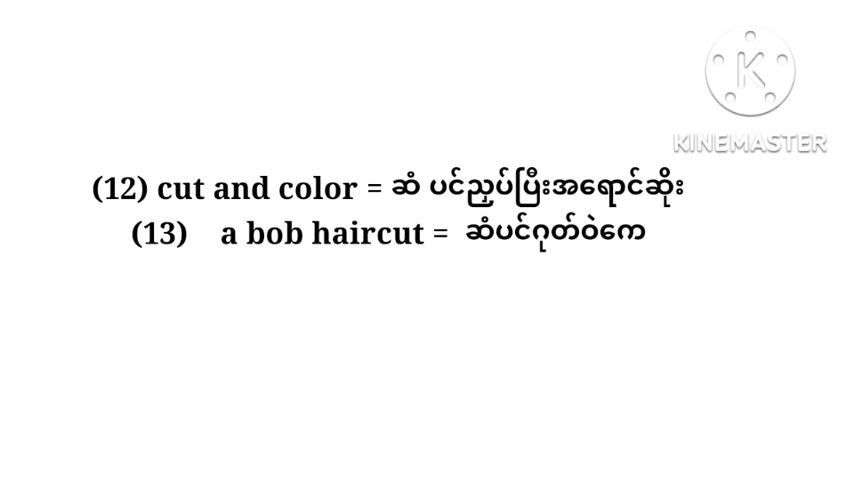 KINEMASTER
(12) cut and color = ဆံ ပင်ညှပ်ပြီးအရောင်ဆိုး
(13) a bob haircut = ဆံပင်ဂုတ်ဝဲကေ